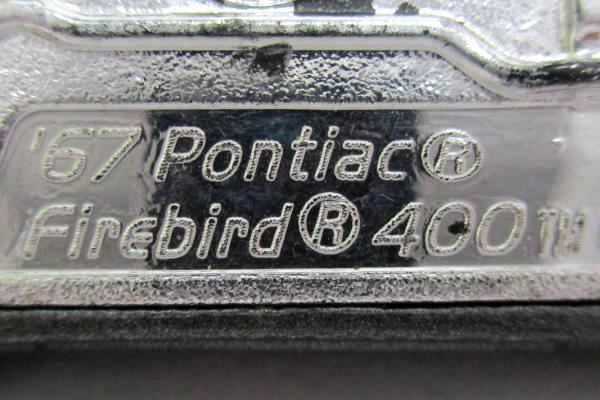 '67 Pontiac®
Firebird® 400™